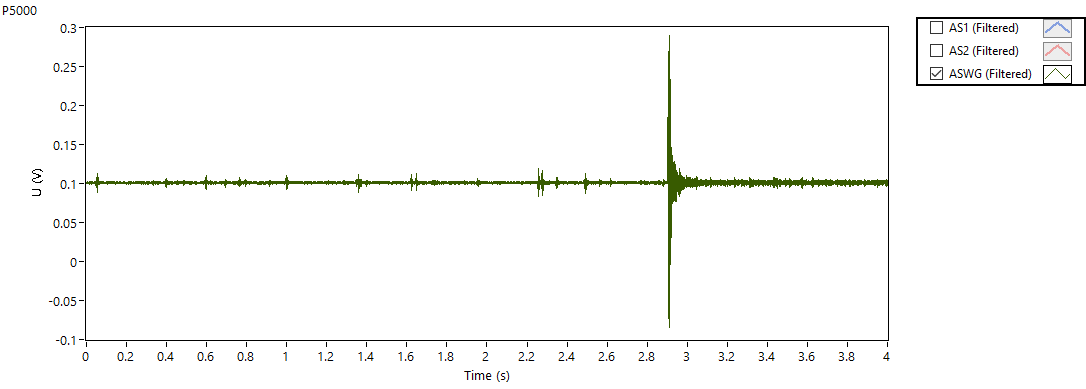 P5000
AS1 (Filtered)
AS2 (Filtered)
ASWG (Filtered)
U (V)
0.3
0.25
0.2
0.15
0.1
0.05
0
-0.05
-0.1
0 0.2 0.4 0.6 0.8 1 1.2 1.4 1.6 1.8 2 2.2 2.4 2.6 2.8 3 3.2 3.4 3.6 3.8 4
Time (s)